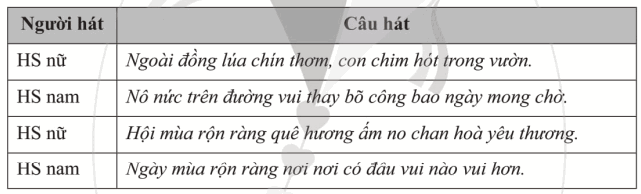 Người hát Câu hát
HS nữ Ngoài đồng lúa chín thơm, con chim hót trong vườn.
HS nam Nô nức trên đường vui thay bõ công bao ngày mong chờ.
HS nữ Hội mùa rộn ràng quê hương ấm no chan hoà yêu thương.
HS nam Ngày mùa rộn ràng nơi nơi có đâu vui nào vui hơn.